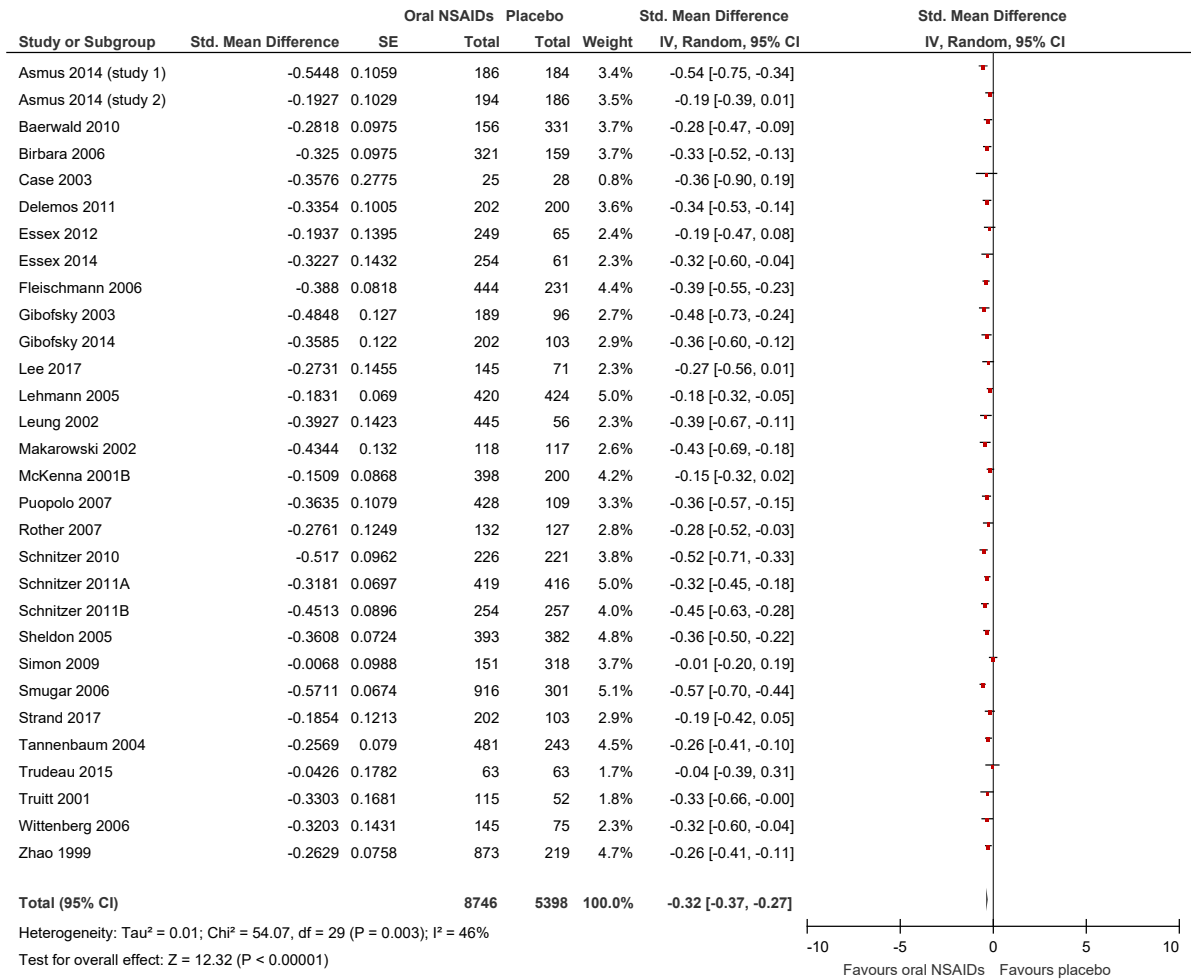 Oral NSAIDs Placebo Std. Mean Difference Std. Mean Difference
Study or Subgroup Std. Mean Difference SE Total Total Weight IV, Random, 95% CI IV, Random, 95% CI
Asmus 2014 (study 1) -0.5448 0.1059 186 184 3.4% -0.54 [-0.75, -0.34]
Asmus 2014 (study 2) -0.1927 0.1029 194 186 3.5% -0.19 [-0.39, 0.01]
Baerwald 2010 -0.2818 0.0975 156 331 3.7% -0.28 [-0.47, -0.09]
Birbara 2006 -0.325 0.0975 321 159 3.7% -0.33 [-0.52, -0.13]
Case 2003 -0.3576 0.2775 25 28 0.8% -0.36 [-0.90, 0.19]
Delemos 2011 -0.3354 0.1005 202 200 3.6% -0.34 [-0.53, -0.14]
Essex 2012 -0.1937 0.1395 249 65 2.4% -0.19 [-0.47, 0.08]
Essex 2014 -0.3227 0.1432 254 61 2.3% -0.32 [-0.60, -0.04]
Fleischmann 2006 -0.388 0.0818 444 231 4.4% -0.39 [-0.55, -0.23]
Gibofsky 2003 -0.4848 0.127 189 96 2.7% -0.48 [-0.73, -0.24]
Gibofsky 2014 -0.3585 0.122 202 103 2.9% -0.36 [-0.60, -0.12]
Lee 2017 -0.2731 0.1455 145 71 2.3% -0.27 [-0.56, 0.01]
Lehmann 2005 -0.1831 0.069 420 424 5.0% -0.18 [-0.32, -0.05]
Leung 2002 -0.3927 0.1423 445 56 2.3% -0.39 [-0.67, -0.11]
Makarowski 2002 -0.4344 0.132 118 117 2.6% -0.43 [-0.69, -0.18]
McKenna 2001B -0.1509 0.0868 398 200 4.2% -0.15 [-0.32, 0.02]
Puopolo 2007 -0.3635 0.1079 428 109 3.3% -0.36 [-0.57, -0.15]
Rother 2007 -0.2761 0.1249 132 127 2.8% -0.28 [-0.52, -0.03]
Schnitzer 2010 -0.517 0.0962 226 221 3.8% -0.52 [-0.71, -0.33]
Schnitzer 2011A -0.3181 0.0697 419 416 5.0% -0.32 [-0.45, -0.18]
Schnitzer 2011B -0.4513 0.0896 254 257 4.0% -0.45 [-0.63, -0.28]
Sheldon 2005 -0.3608 0.0724 393 382 4.8% -0.36 [-0.50, -0.22]
Simon 2009 -0.0068 0.0988 151 318 3.7% -0.01 [-0.20, 0.19]
Smugar 2006 -0.5711 0.0674 916 301 5.1% -0.57 [-0.70, -0.44]
Strand 2017 -0.1854 0.1213 202 103 2.9% -0.19 [-0.42, 0.05]
Tannenbaum 2004 -0.2569 0.079 481 243 4.5% -0.26 [-0.41, -0.10]
Trudeau 2015 -0.0426 0.1782 63 63 1.7% -0.04 [-0.39, 0.31]
Truitt 2001 -0.3303 0.1681 115 52 1.8% -0.33 [-0.66, -0.00]
Wittenberg 2006 -0.3203 0.1431 145 75 2.3% -0.32 [-0.60, -0.04]
Zhao 1999 -0.2629 0.0758 873 219 4.7% -0.26 [-0.41, -0.11]
Total (95% CI) 8746 5398 100.0% -0.32 [-0.37, -0.27]
Heterogeneity: Tau² = 0.01; Chi² = 54.07, df = 29 (P = 0.003); I² = 46%
Test for overall effect: Z = 12.32 (P < 0.00001)
-10 -5 0 5 10
Favours oral NSAIDs Favours placebo